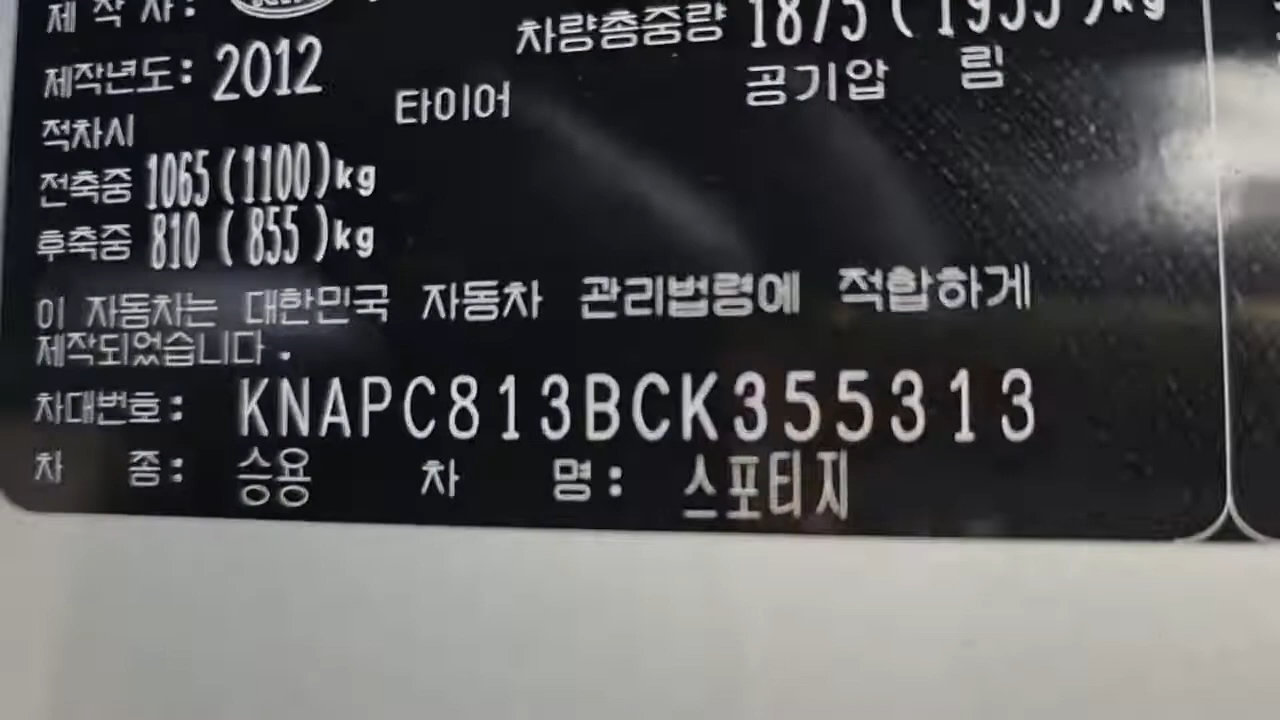 제 작 자:
차량총중량 1875 ( 1955 )kg
제작년도: 2012
타이어 공기압 림
적차시
전축중 1065 (1100)kg
후축중 810 ( 855 )kg
이 자동차는 대한민국 자동차 관리법령에 적합하게
제작되었습니다.
차대번호: KNAPC813BCK355313
차 종: 승용 차 명: 스포티지